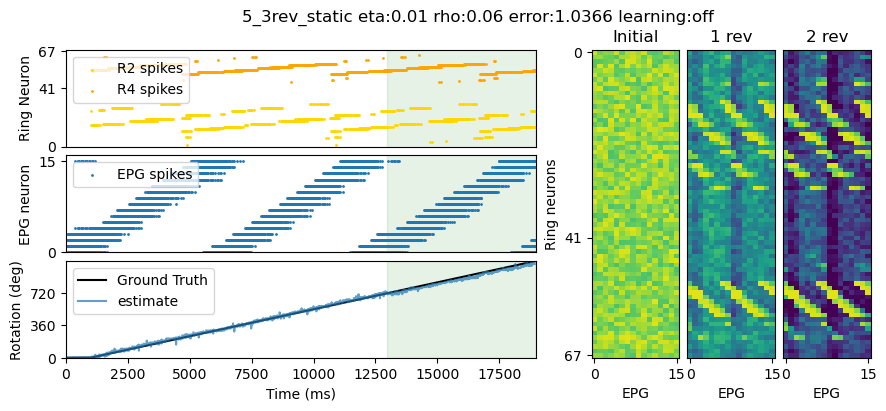 5_3rev_static eta:0.01 rho:0.06 error:1.0366 learning:off
Ring Neuron
67
41
0
R2 spikes
R4 spikes
EPG neuron
15
0
EPG spikes
Rotation (deg)
720
360
0
Ground Truth
estimate
0 2500 5000 7500 10000 12500 15000 17500
Time (ms)
Initial 1 rev 2 rev
Ring neurons
0
41
67
0 15 0 15 0 15
EPG EPG EPG